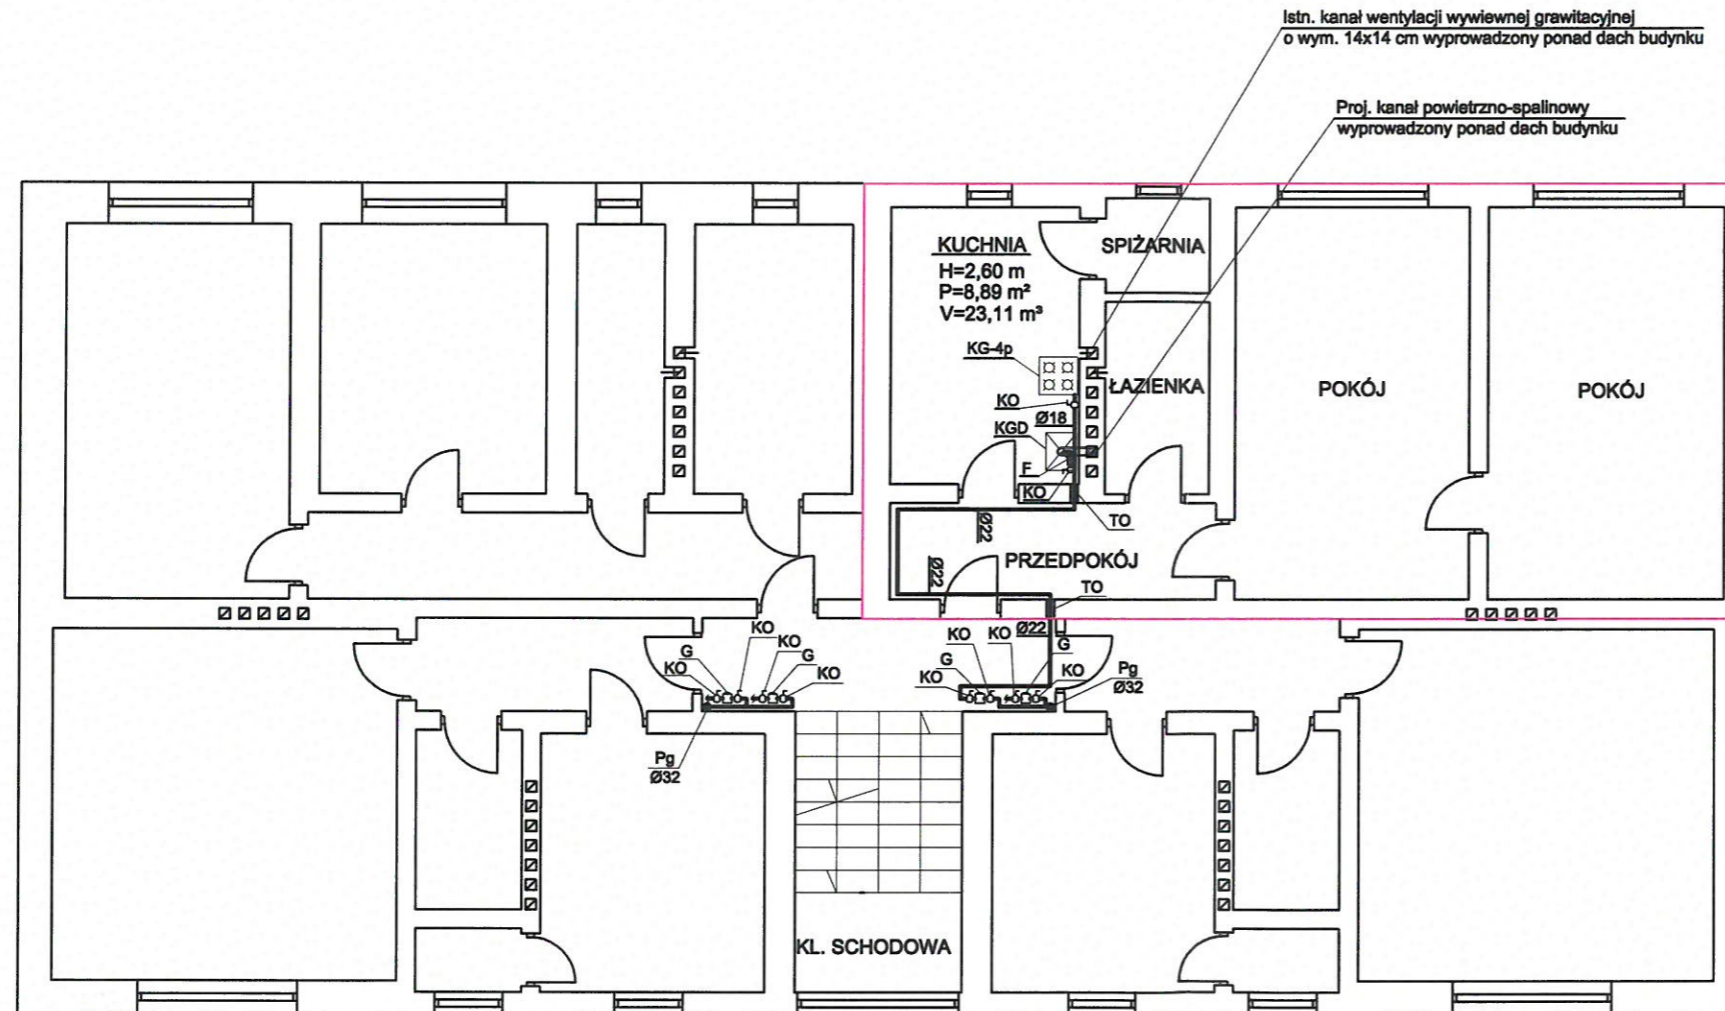 Istn. kanał wentylacji wywiewnej grawitacyjnej
o wym. 14x14 cm wyprowadzony ponad dach budynku
Proj. kanał powietrzno-spalinowy
wyprowadzony ponad dach budynku
KUCHNIA
H=2,60 m
P=8,89 m²
V=23,11 m³
SPIŻARNIA
KG-4p
ŁAZIENKA
POKÓJ
POKÓJ
KO
Ø18
KGD
F
KO
TO
Ø22
PRZEDPOKÓJ
Ø22
TO
KO
KO
G
G
KO
KO
KO
KO
Ø22
G
G
KO
KO
Pg
Ø32
Pg
Ø32
KL. SCHODOWA